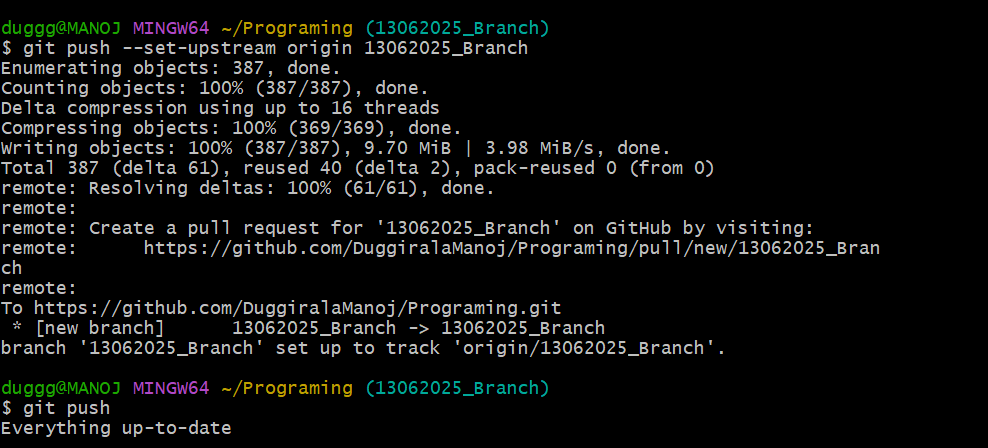 duggg@MANOJ MINGW64 ~/Programing (13062025_Branch)
$ git push --set-upstream origin 13062025_Branch
Enumerating objects: 387, done.
Counting objects: 100% (387/387), done.
Delta compression using up to 16 threads
Compressing objects: 100% (369/369), done.
Writing objects: 100% (387/387), 9.70 MiB | 3.98 MiB/s, done.
Total 387 (delta 61), reused 40 (delta 2), pack-reused 0 (from 0)
remote: Resolving deltas: 100% (61/61), done.
remote:
remote: Create a pull request for '13062025_Branch' on GitHub by visiting:
remote:      https://github.com/DuggiralaManoj/Programing/pull/new/13062025_Bran
ch
remote:
To https://github.com/DuggiralaManoj/Programing.git
 * [new branch]      13062025_Branch -> 13062025_Branch
branch '13062025_Branch' set up to track 'origin/13062025_Branch'.
duggg@MANOJ MINGW64 ~/Programing (13062025_Branch)
$ git push
Everything up-to-date